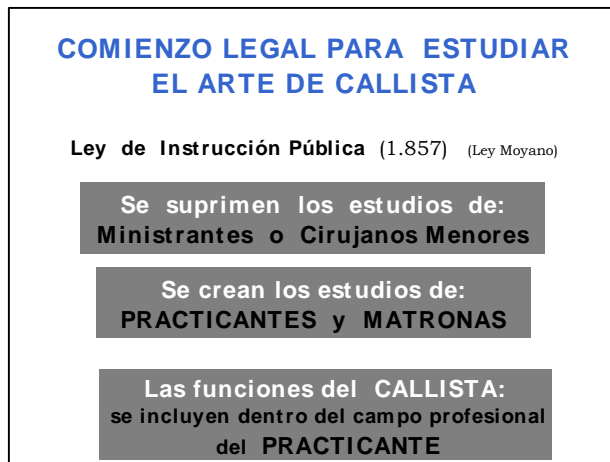 COMIENZO LEGAL PARA ESTUDIAR
EL ARTE DE CALLISTA
Ley de Instrucción Pública (1.857) (Ley Moyano)
Se suprimen los estudios de:
Ministrantes o Cirujanos Menores
Se crean los estudios de:
PRACTICANTES y MATRONAS
Las funciones del CALLISTA:
se incluyen dentro del campo profesional
del PRACTICANTE